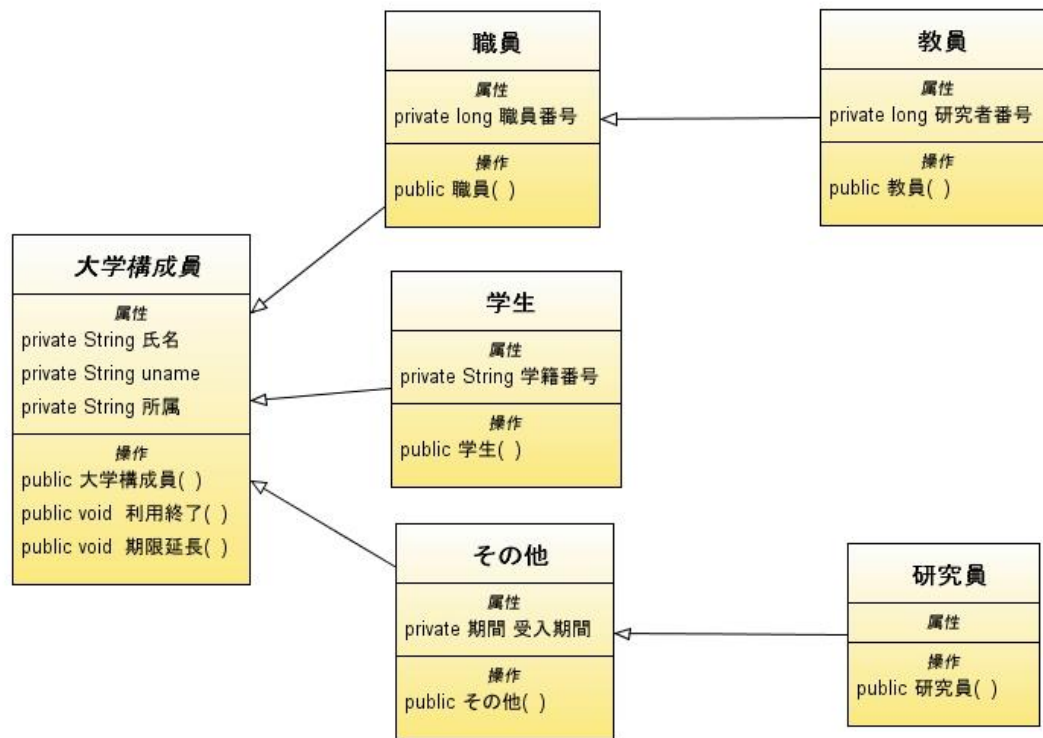 職員
属性
private long 職員番号
操作
public 職員( )
教員
属性
private long 研究者番号
操作
public 教員( )
大学構成員
属性
private String 氏名
private String uname
private String 所属
操作
public 大学構成員( )
public void 利用終了( )
public void 期限延長( )
学生
属性
private String 学籍番号
操作
public 学生( )
その他
属性
private 期間 受入期間
操作
public その他( )
研究員
属性
操作
public 研究員( )